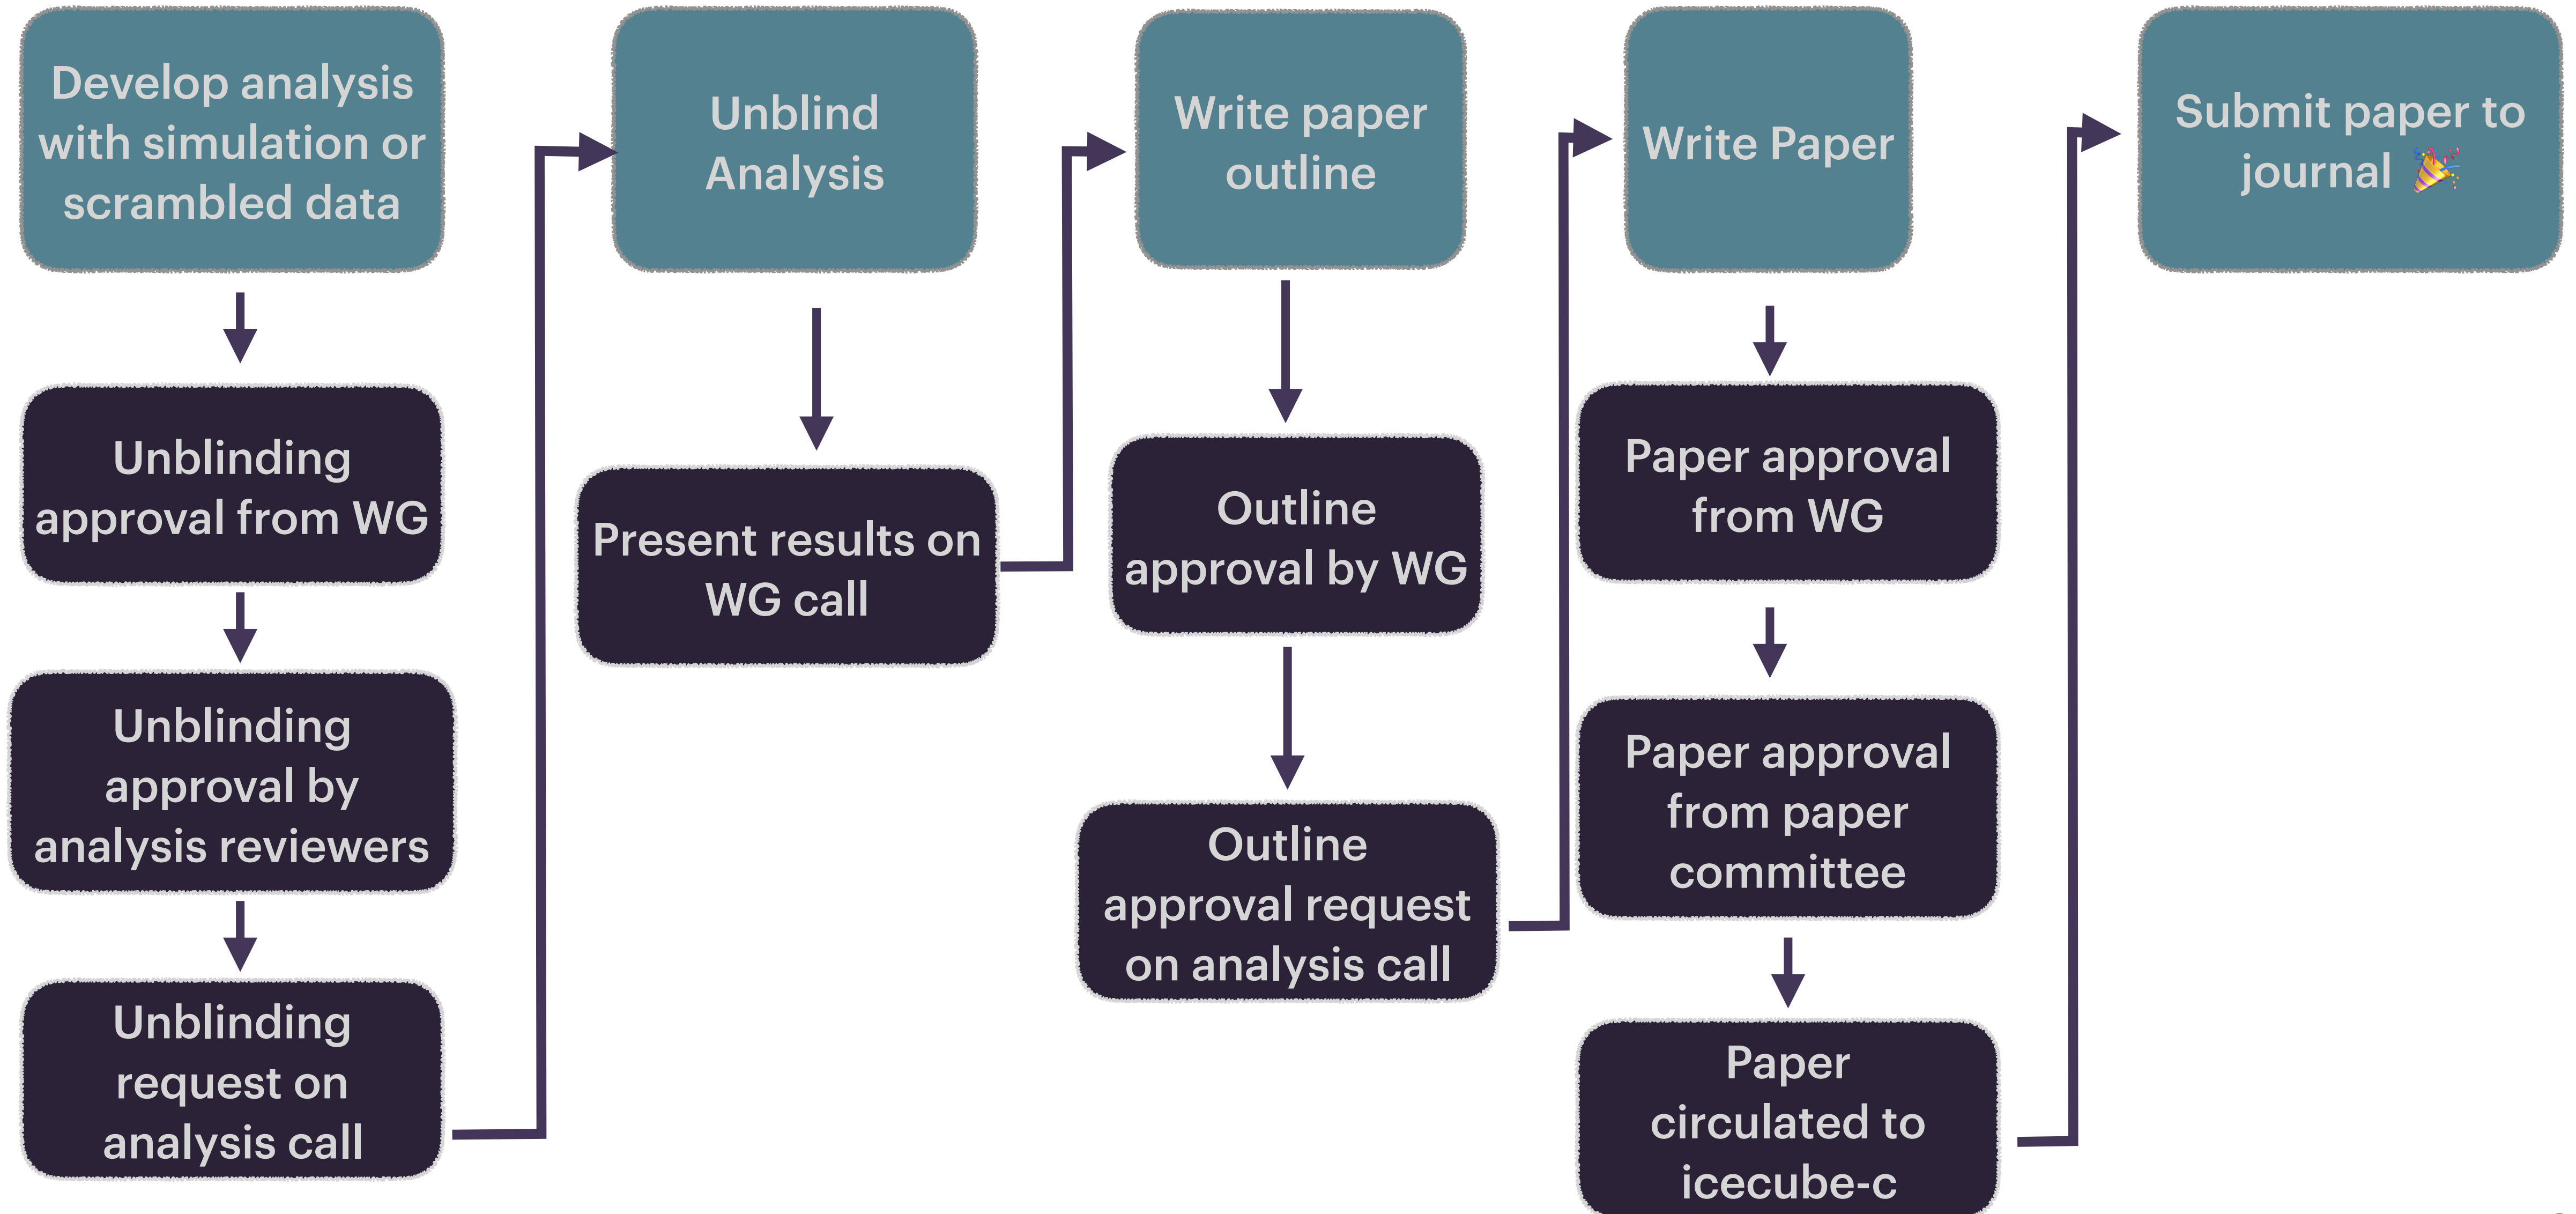 Develop analysis
with simulation or
scrambled data
Unblinding
approval from WG
Unblinding
approval by
analysis reviewers
Unblinding
request on
analysis call
Unblind
Analysis
Present results on
WG call
Write paper
outline
Outline
approval by WG
Outline
approval request
on analysis call
Write Paper
Paper approval
from WG
Paper approval
from paper
committee
Paper
circulated to
icecube-c
Submit paper to
journal 🎉